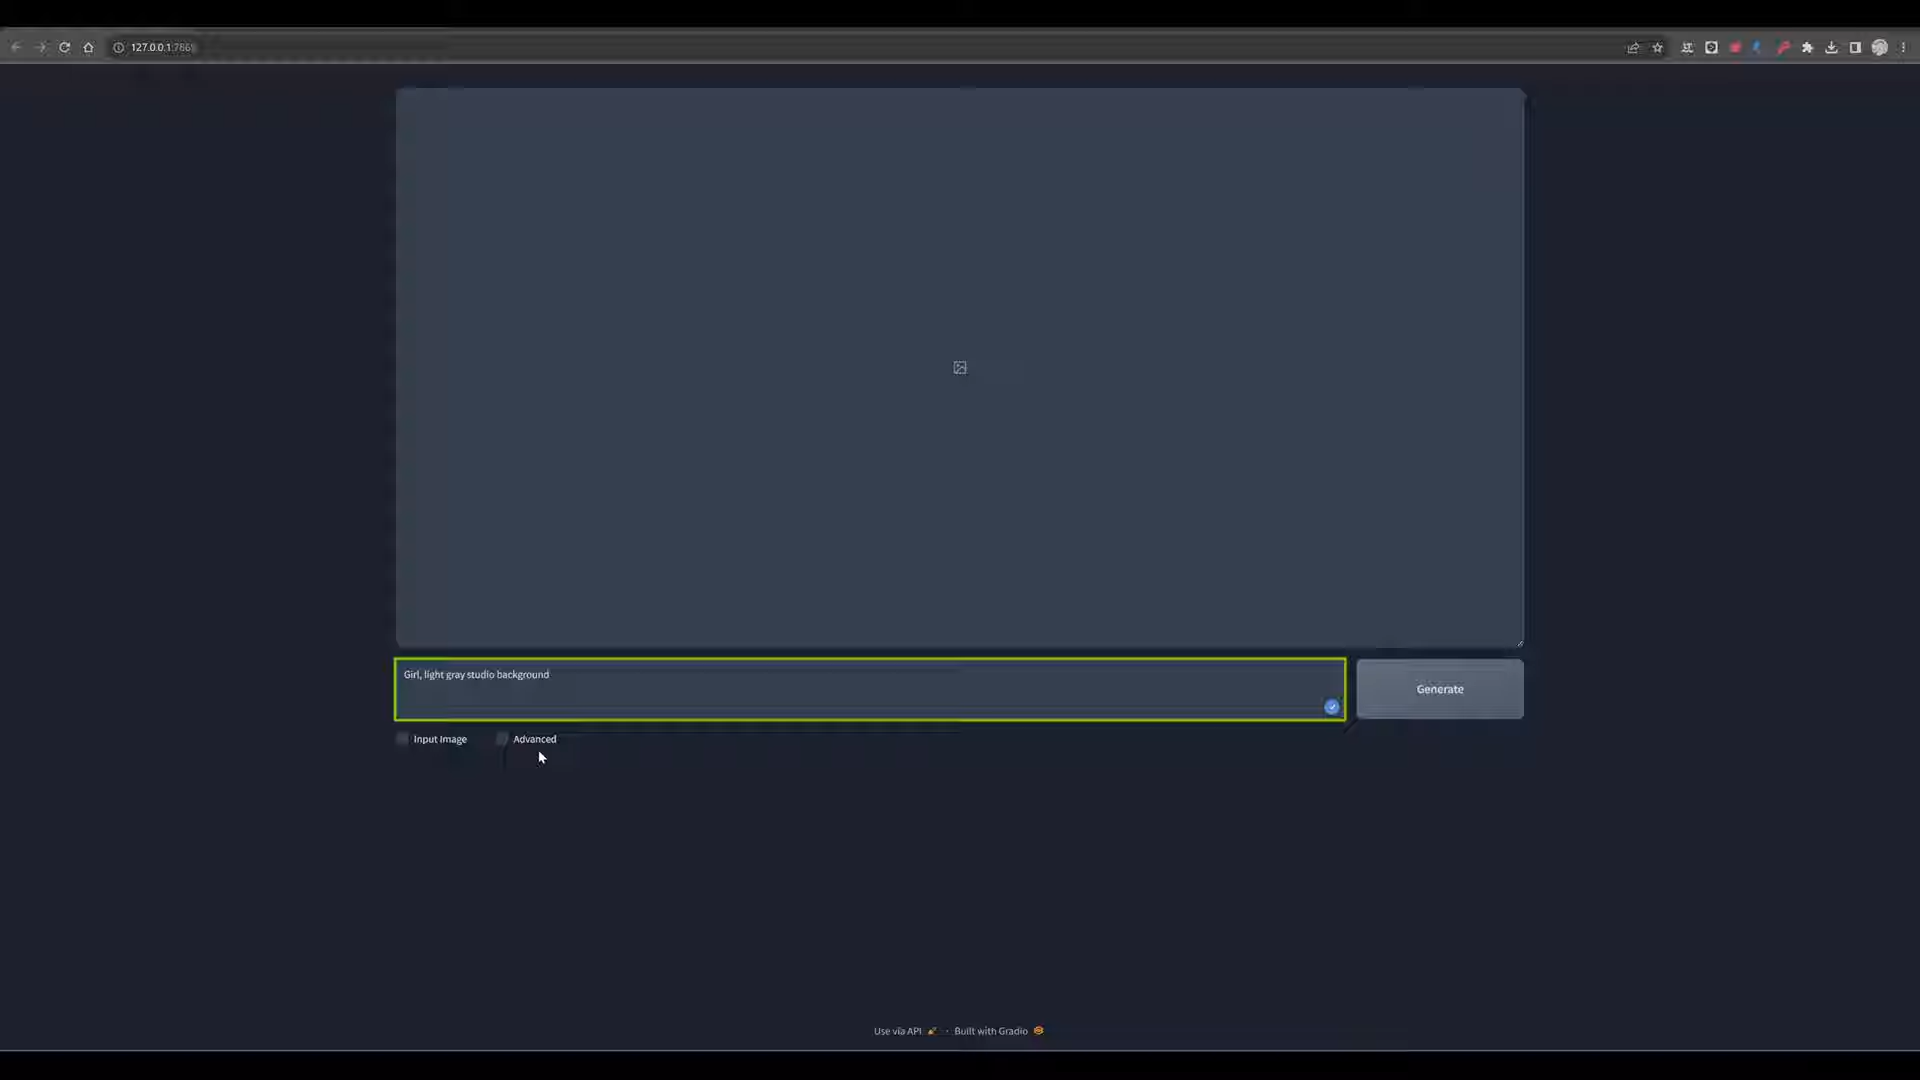 127.0.0.1:7865
Girl, light gray studio background
Generate
Input Image
Advanced
Use via API · Built with Gradio